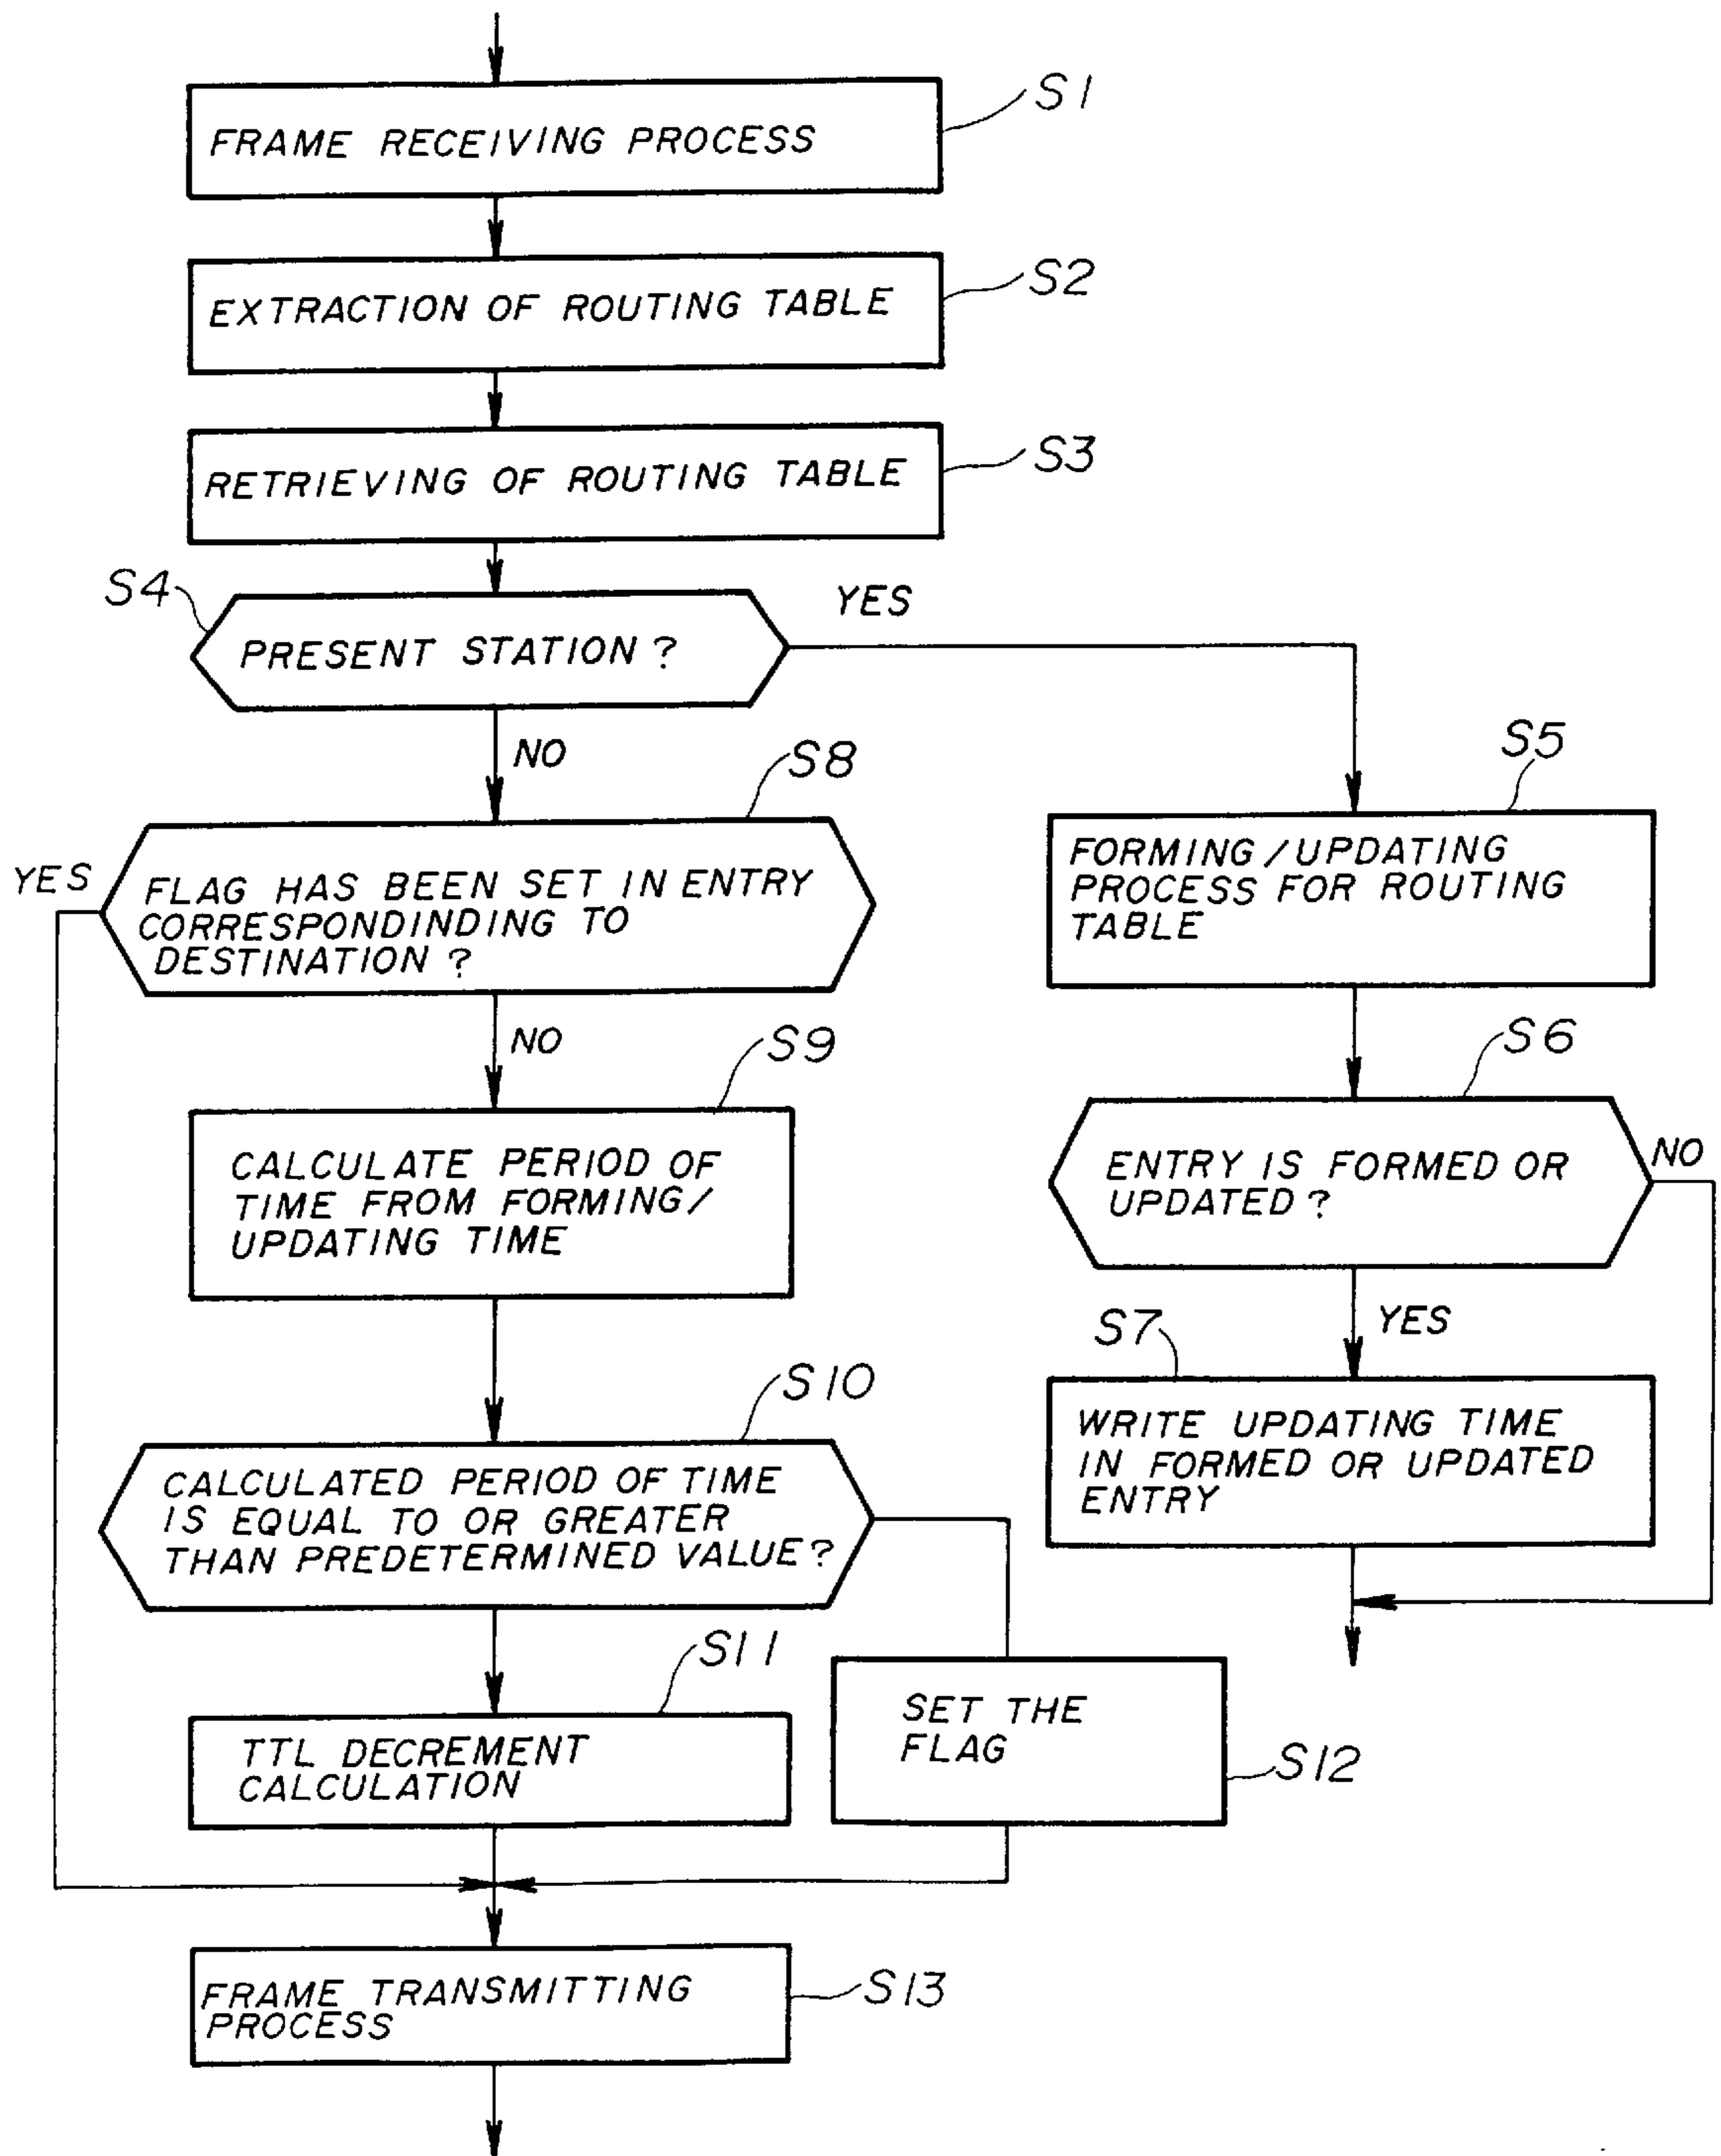 S1
FRAME RECEIVING PROCESS
S2
EXTRACTION OF ROUTING TABLE
S3
RETRIEVING OF ROUTING TABLE
S4
YES
PRESENT STATION?
NO
S8
YES
FLAG HAS BEEN SET IN ENTRY
CORRESPONDINDING TO
DESTINATION?
S5
FORMING/UPDATING
PROCESS FOR ROUTING
TABLE
NO
S9
CALCULATE PERIOD OF
TIME FROM FORMING/
UPDATING TIME
S6
ENTRY IS FORMED OR
UPDATED?
NO
YES
S7
WRITE UPDATING TIME
IN FORMED OR UPDATED
ENTRY
S10
CALCULATED PERIOD OF TIME
IS EQUAL TO OR GREATER
THAN PREDETERMINED VALUE?
S11
TTL DECREMENT
CALCULATION
SET THE
FLAG
S12
FRAME TRANSMITTING
PROCESS
S13